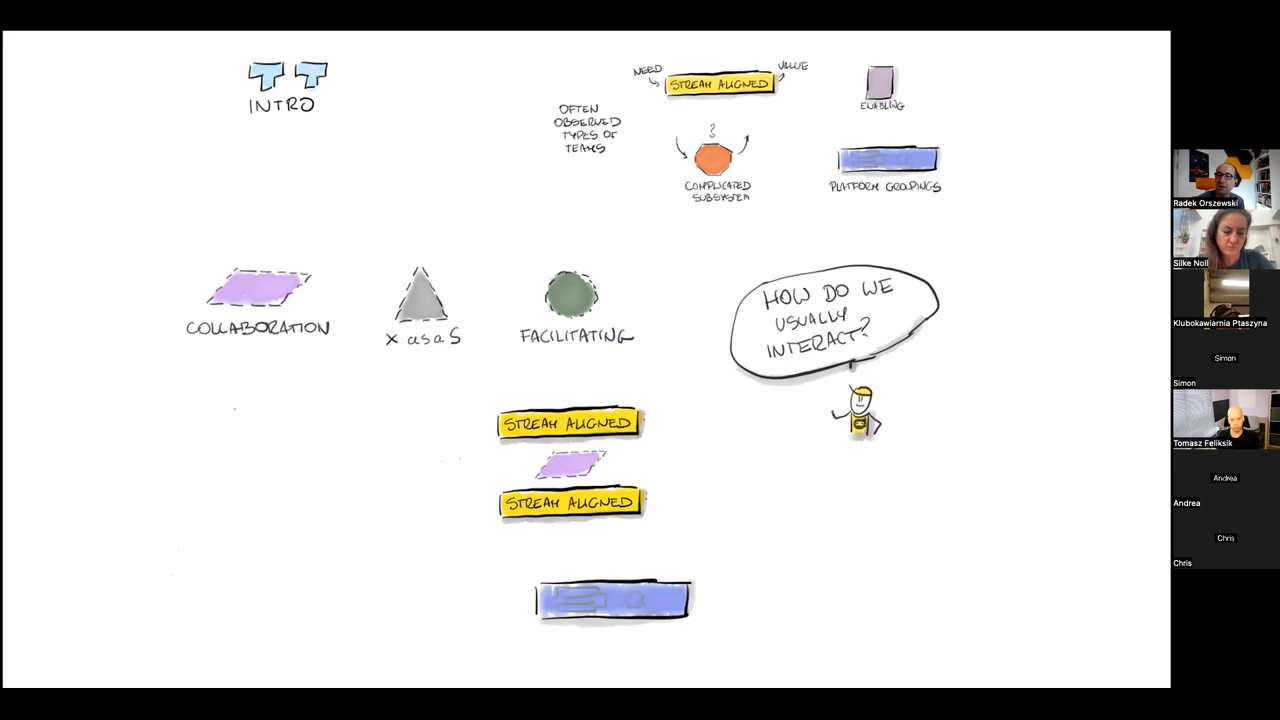 INTRO
OFTEN
OBSERVED
TYPES OF
TEAMS
NEED
STREAM ALIGNED
VALUE
ENABLING
?
COMPLICATED
SUBSYSTEM
PLATFORM GROUPINGS
COLLABORATION
x asaS
FACILITATING
HOW DO WE
USUALLY
INTERACT?
STREAM ALIGNED
STREAM ALIGNED
Radek Orszewski
Silke Noll
Klubokawiarnia Ptaszyna
Simon
Simon
Tomasz Feliksik
Andrea
Andrea
Chris
Chris